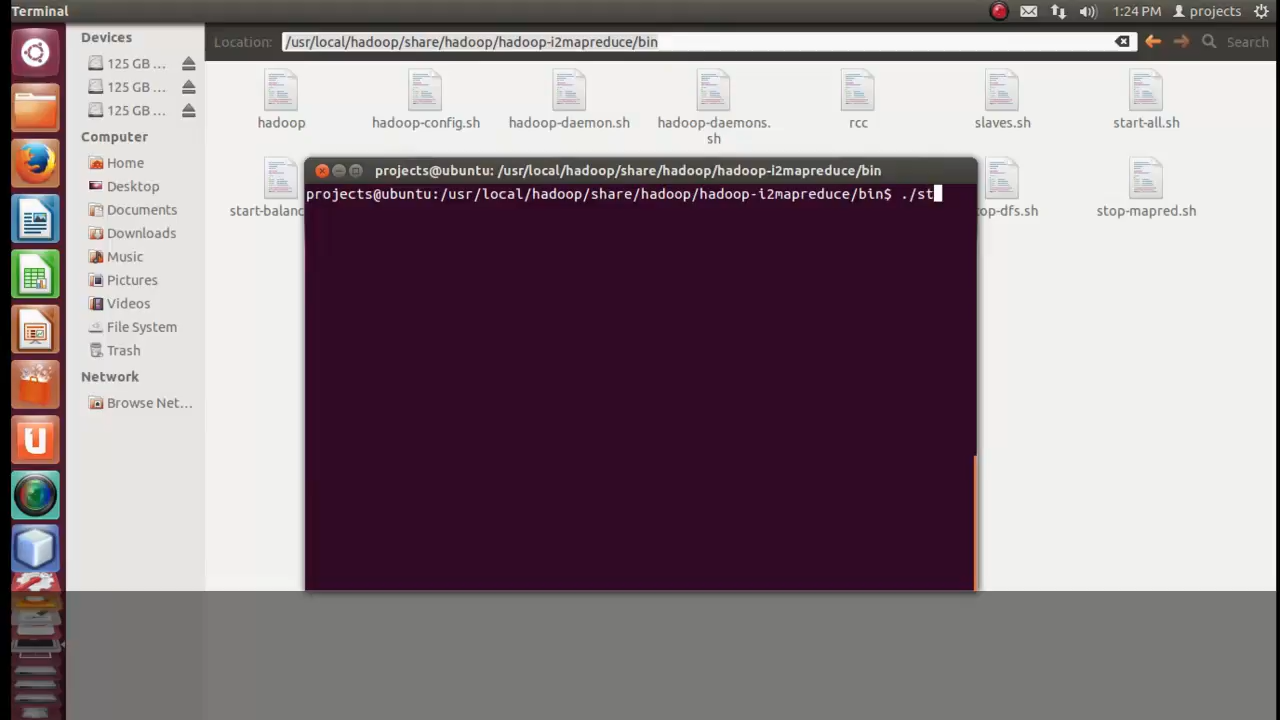 Terminal
1:24 PM
projects
Devices
125 GB ...
125 GB ...
125 GB ...
Computer
Home
Desktop
Documents
Downloads
Music
Pictures
Videos
File System
Trash
Network
Browse Net...
Location:
/usr/local/hadoop/share/hadoop/hadoop-i2mapreduce/bin
Search
hadoop
hadoop-config.sh
hadoop-daemon.sh
hadoop-daemons.
sh
rcc
slaves.sh
start-all.sh
start-balanc
top-dfs.sh
stop-mapred.sh
projects@ubuntu: /usr/local/hadoop/share/hadoop/hadoop-i2mapreduce/bin
projects@ubuntu:/usr/local/hadoop/share/hadoop/hadoop-i2mapreduce/bin$ ./st